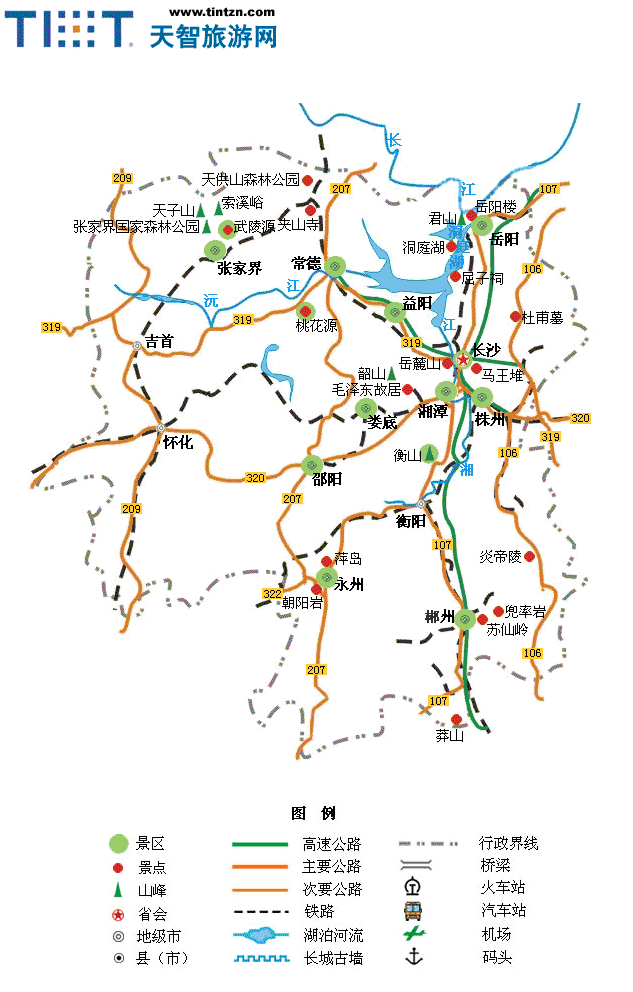 www.tintzn.com
TINT 天智旅游网
长
209
天供山森林公园
207
江
107
索溪峪
天子山
岳阳楼
君山
张家界国家森林公园
武陵源
夹山寺
洞庭湖
岳阳
洞庭湖
张家界
常德
106
屈子祠
沅
江
益阳
319
319
桃花源
江
杜甫墓
吉首
319
长沙
岳麓山
韶山
马王堆
毛泽东故居
湘潭
株州
320
娄底
319
怀化
衡山
106
邵阳
湘
320
207
209
衡阳
107
萍岛
炎帝陵
永州
322
朝阳岩
兜率岩
郴州
苏仙岭
106
207
107
莽山
图 例
景区
高速公路
行政界线
景点
主要公路
桥梁
山峰
次要公路
火车站
省会
铁路
汽车站
地级市
湖泊河流
机场
县（市）
长城古墙
码头